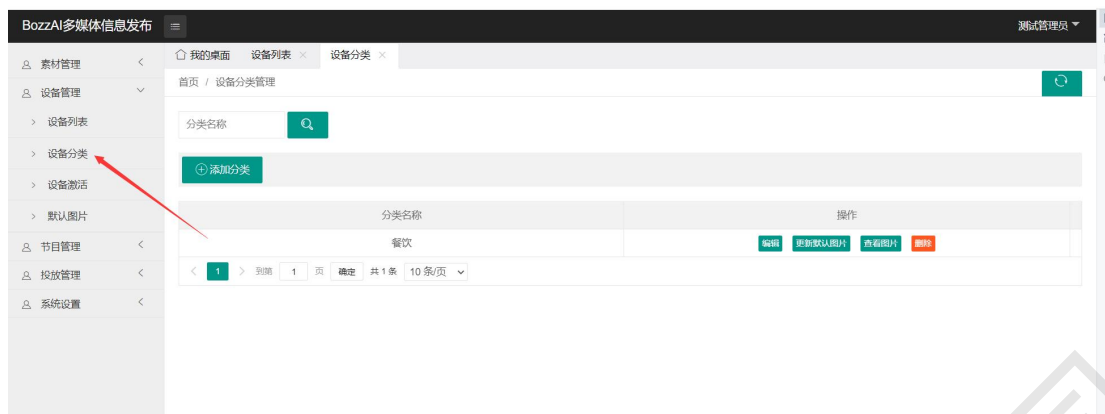 BozzAI多媒体信息发布
测试管理员
素材管理
设备管理
设备列表
设备分类
设备激活
默认图片
节目管理
投放管理
系统设置
我的桌面 设备列表 设备分类
首页 / 设备分类管理
分类名称
添加分类
分类名称 操作
餐饮 编辑 更新默认图片 查看图片 删除
1 到第 1 页 确定 共 1 条 10 条/页